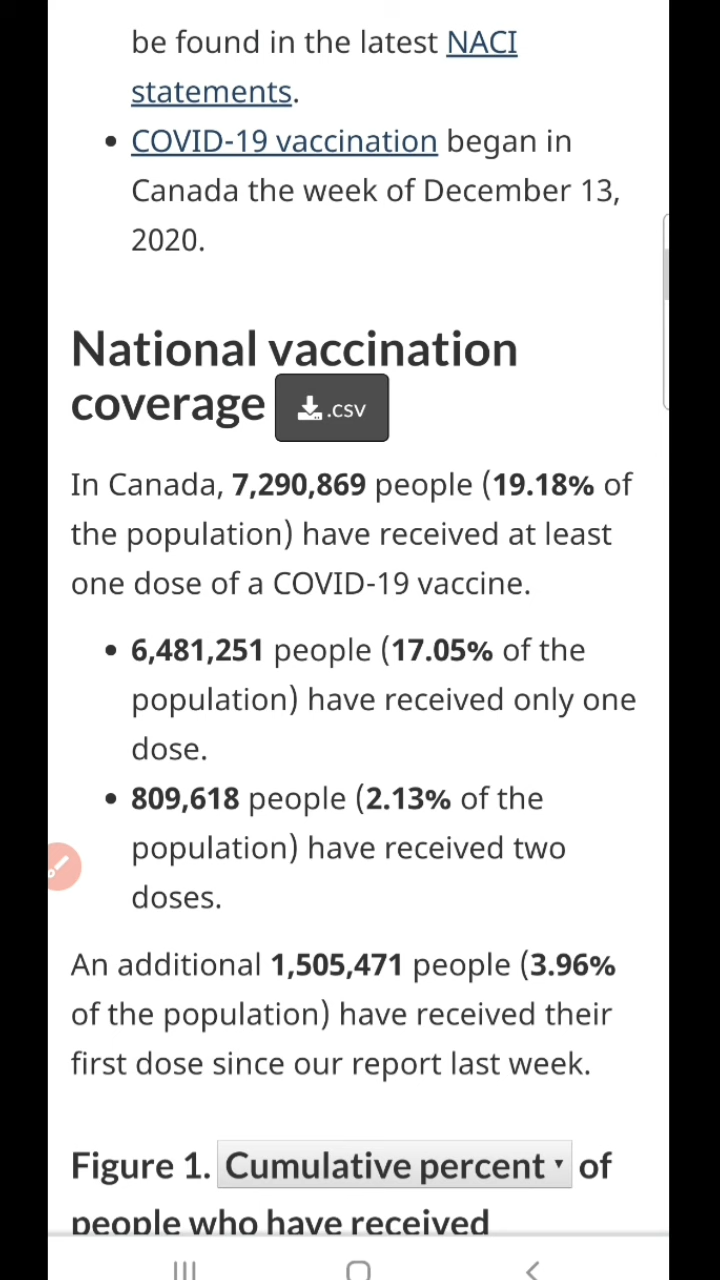 be found in the latest NACI
statements.
• COVID-19 vaccination began in
Canada the week of December 13,
2020.
National vaccination
coverage .csv
In Canada, 7,290,869 people (19.18% of
the population) have received at least
one dose of a COVID-19 vaccine.
• 6,481,251 people (17.05% of the
population) have received only one
dose.
• 809,618 people (2.13% of the
population) have received two
doses.
An additional 1,505,471 people (3.96%
of the population) have received their
first dose since our report last week.
Figure 1. Cumulative percent of
people who have received